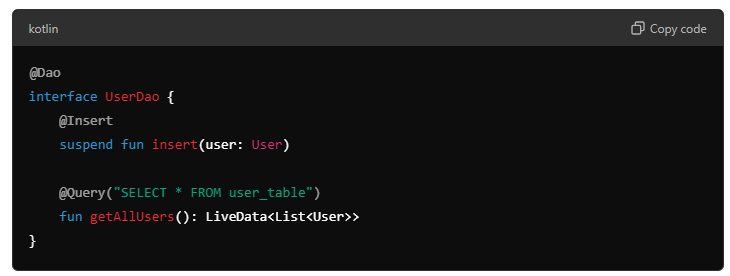 kotlin
Copy code
@Dao
interface UserDao {
    @Insert
    suspend fun insert(user: User)
    @Query("SELECT * FROM user_table")
    fun getAllUsers(): LiveData<List<User>>
}